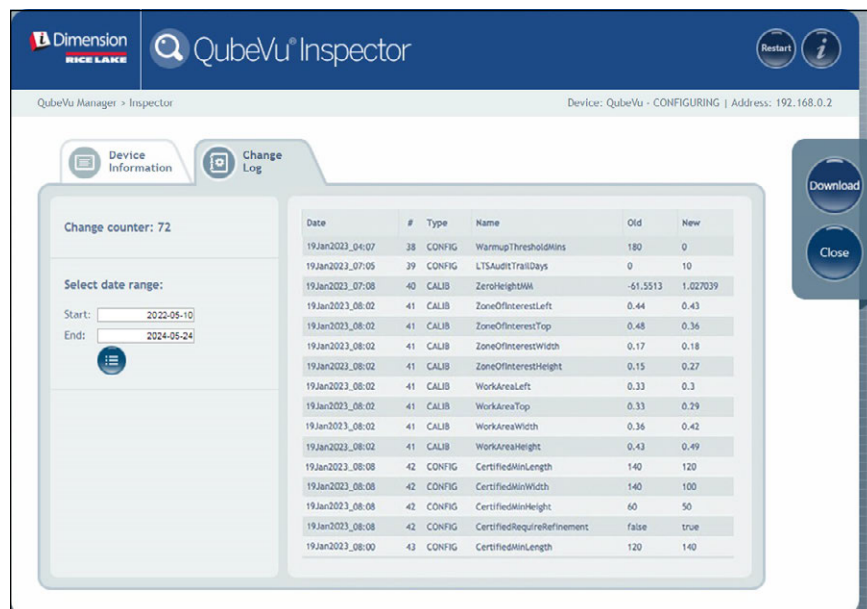 Dimension
RICE LAKE
QubeVu® Inspector
Restart
i
QubeVu Manager > Inspector
Device: QubeVu - CONFIGURING | Address: 192.168.0.2
Device
Information
Change
Log
Download
Close
Change counter: 72
Select date range:
Start: 2022-05-10
End: 2024-05-24
Date # Type Name Old New
19Jan2023_04:07 38 CONFIG WarmupThresholdMins 180 0
19Jan2023_07:05 39 CONFIG LTSAuditTrailDays 0 10
19Jan2023_07:08 40 CALIB ZeroHeightMM -61.5513 1.027039
19Jan2023_08:02 41 CALIB ZoneOfInterestLeft 0.44 0.43
19Jan2023_08:02 41 CALIB ZoneOfInterestTop 0.48 0.36
19Jan2023_08:02 41 CALIB ZoneOfInterestWidth 0.17 0.18
19Jan2023_08:02 41 CALIB ZoneOfInterestHeight 0.15 0.27
19Jan2023_08:02 41 CALIB WorkAreaLeft 0.33 0.3
19Jan2023_08:02 41 CALIB WorkAreaTop 0.33 0.29
19Jan2023_08:02 41 CALIB WorkAreaWidth 0.36 0.42
19Jan2023_08:02 41 CALIB WorkAreaHeight 0.43 0.49
19Jan2023_08:08 42 CONFIG CertifiedMinLength 140 120
19Jan2023_08:08 42 CONFIG CertifiedMinWidth 140 100
19Jan2023_08:08 42 CONFIG CertifiedMinHeight 60 50
19Jan2023_08:08 42 CONFIG CertifiedRequireRefinement false true
19Jan2023_08:00 43 CONFIG CertifiedMinLength 120 140